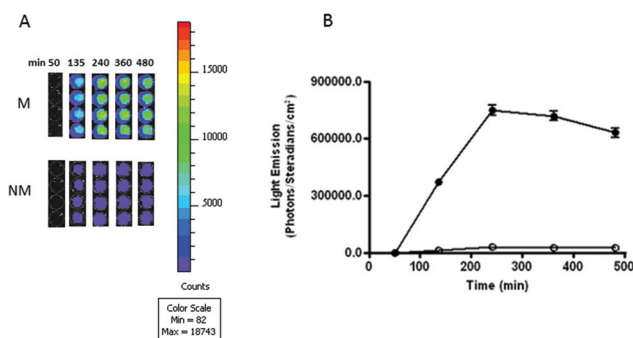 A
min 50 135 240 360 480
M
NM
15000
10000
5000
Counts
Color Scale
Min = 82
Max = 18743
B
Light Emission
(Photons/Steradians/cm²)
900000.0
600000.0
300000.0
0.0
0 100 200 300 400 500
Time (min)